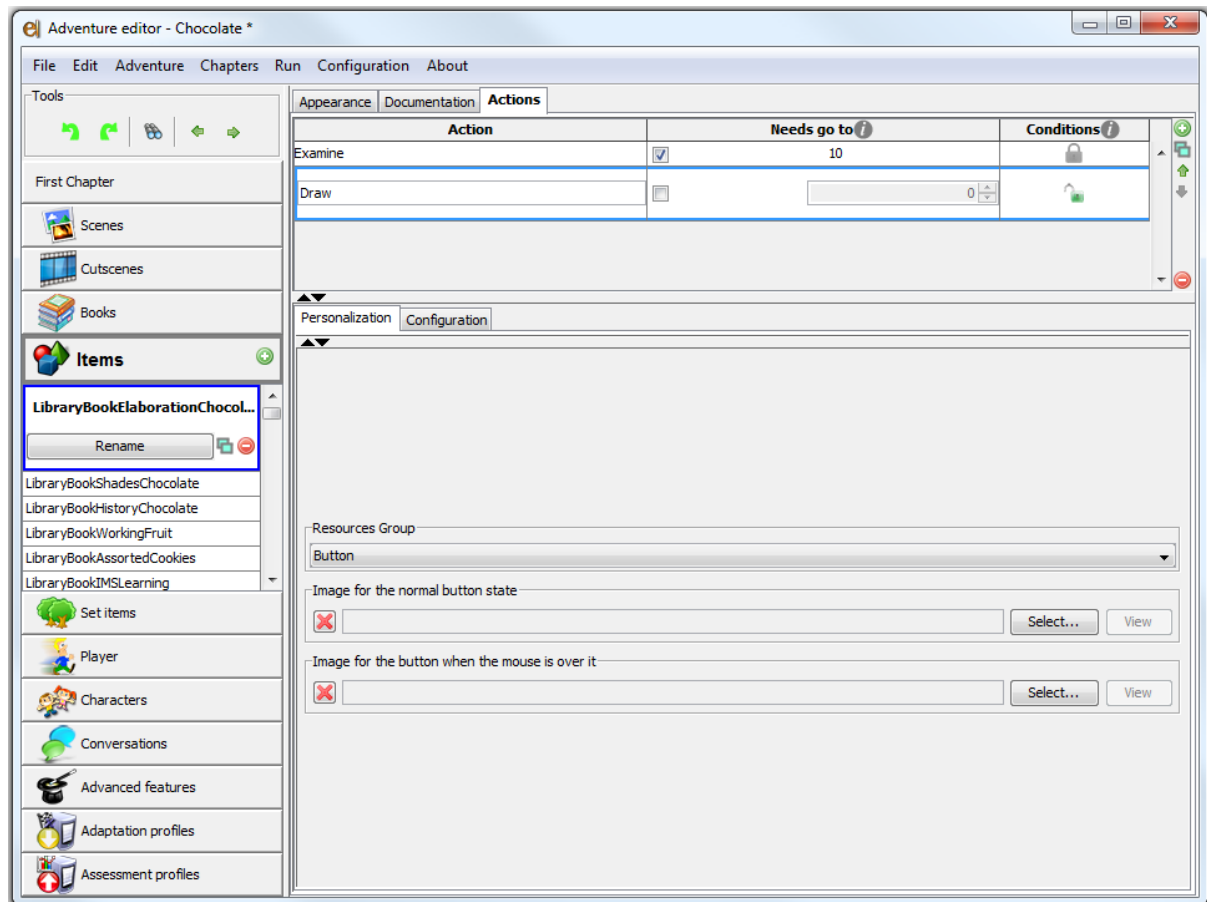 Adventure editor - Chocolate *
File Edit Adventure Chapters Run Configuration About
Tools
First Chapter
Scenes
Cutscenes
Books
Items
LibraryBookElaborationChocol...
Rename
LibraryBookShadesChocolate
LibraryBookHistoryChocolate
LibraryBookWorkingFruit
LibraryBookAssortedCookies
LibraryBookIMSLearning
Set items
Player
Characters
Conversations
Advanced features
Adaptation profiles
Assessment profiles
Appearance Documentation Actions
Action Needs go to Conditions
Examine 10
Draw 0
Personalization Configuration
Resources Group
Button
Image for the normal button state
Select... View
Image for the button when the mouse is over it
Select... View